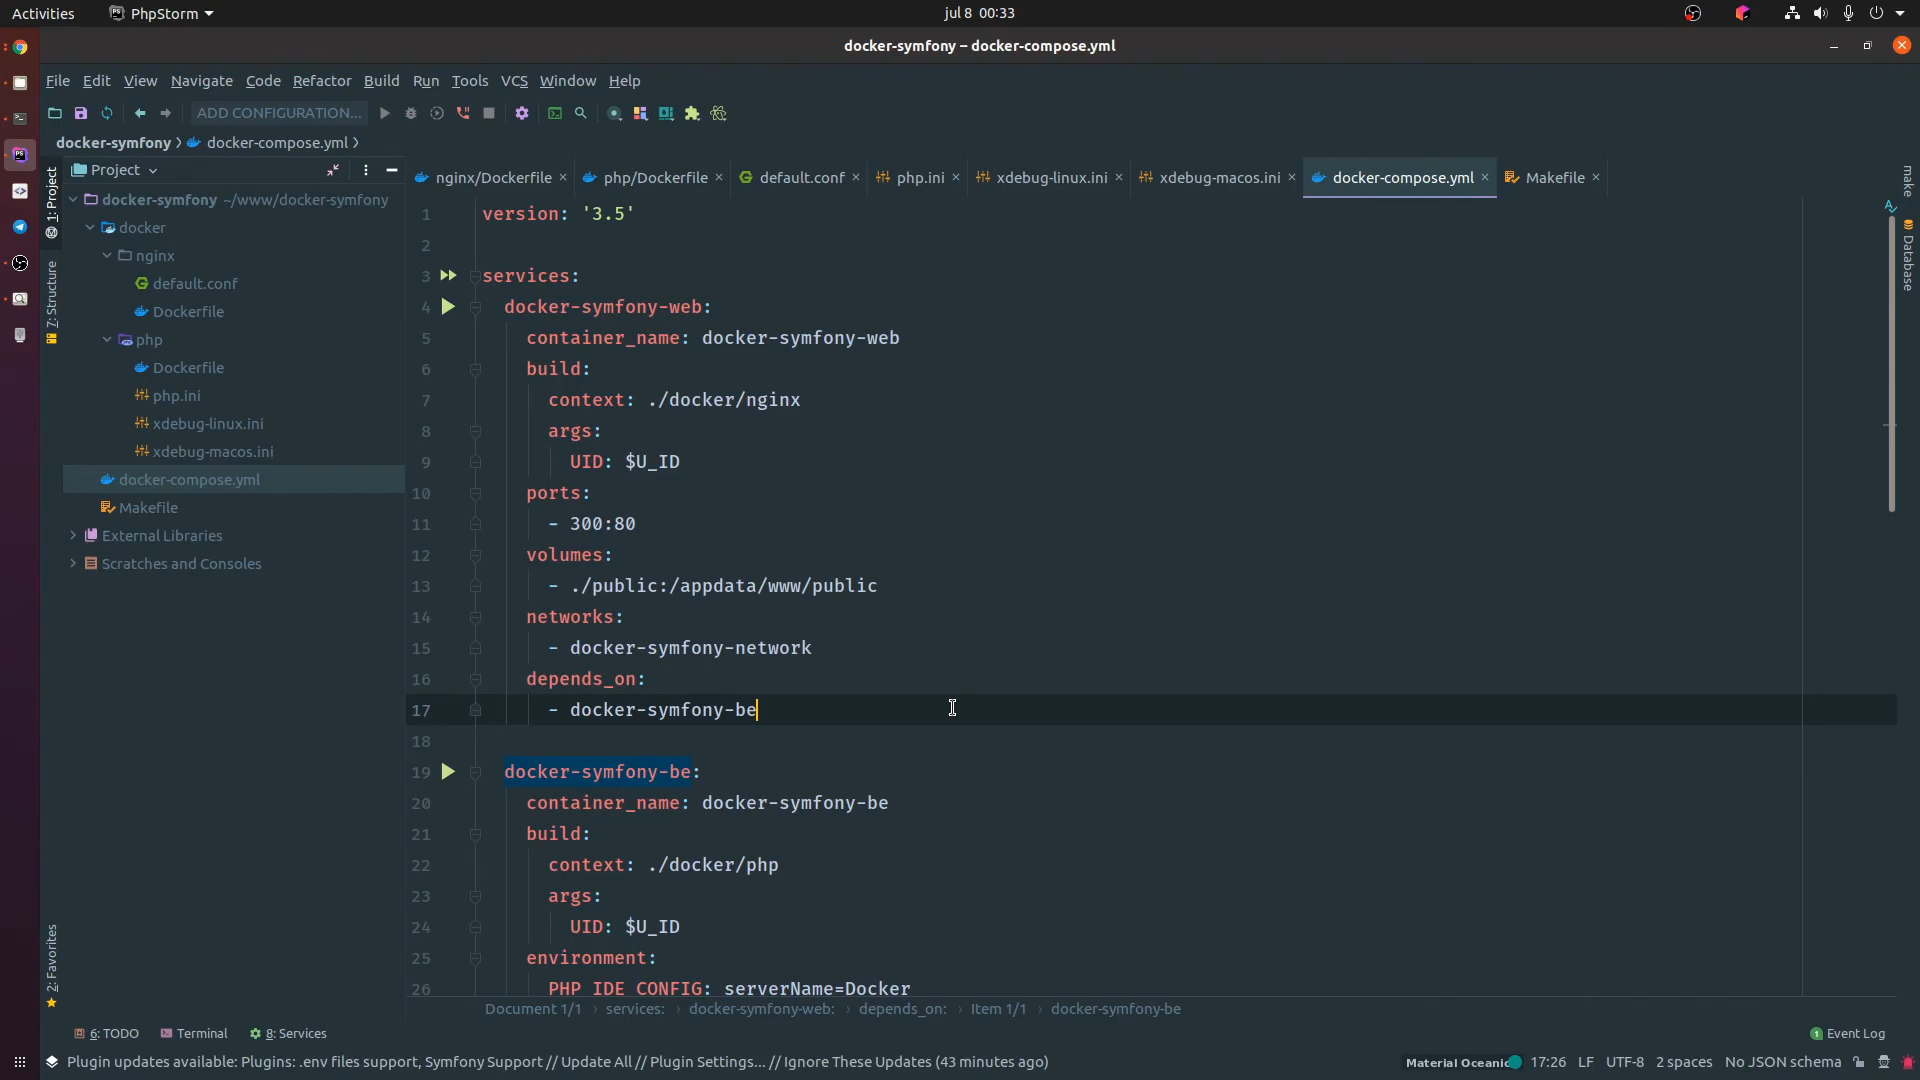 Activities
PhpStorm
jul 8 00:33
docker-symfony – docker-compose.yml
File Edit View Navigate Code Refactor Build Run Tools VCS Window Help
ADD CONFIGURATION...
docker-symfony
docker-compose.yml
Project
nginx/Dockerfile
php/Dockerfile
default.conf
php.ini
xdebug-linux.ini
xdebug-macos.ini
docker-compose.yml
Makefile
1: Project
7: Structure
2: Favorites
docker-symfony ~/www/docker-symfony
docker
nginx
default.conf
Dockerfile
php
Dockerfile
php.ini
xdebug-linux.ini
xdebug-macos.ini
docker-compose.yml
Makefile
External Libraries
Scratches and Consoles
1 version: '3.5'
2
3 services:
4 docker-symfony-web:
5 container_name: docker-symfony-web
6 build:
7 context: ./docker/nginx
8 args:
9 UID: $U_ID
10 ports:
11 - 300:80
12 volumes:
13 - ./public:/appdata/www/public
14 networks:
15 - docker-symfony-network
16 depends_on:
17 - docker-symfony-be
18
19 docker-symfony-be:
20 container_name: docker-symfony-be
21 build:
22 context: ./docker/php
23 args:
24 UID: $U_ID
25 environment:
26 PHP_IDE_CONFIG: serverName=Docker
make
Database
Document 1/1 › services: › docker-symfony-web: › depends_on: › Item 1/1 › docker-symfony-be
6: TODO
Terminal
8: Services
1 Event Log
Plugin updates available: Plugins: .env files support, Symfony Support // Update All // Plugin Settings... // Ignore These Updates (43 minutes ago)
Material Oceanic
17:26 LF UTF-8 2 spaces No JSON schema